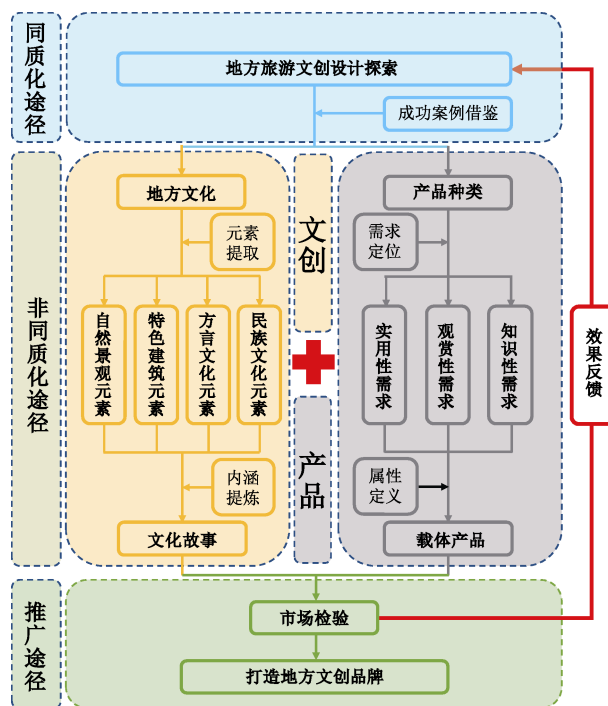 同质化途径
地方旅游文创设计探索
成功案例借鉴
非同质化途径
地方文化
元素
提取
自然景观元素
特色建筑元素
方言文化元素
民族文化元素
内涵
提炼
文化故事
文创
产品
产品种类
需求
定位
实用性需求
观赏性需求
知识性需求
属性
定义
载体产品
效果反馈
推广途径
市场检验
打造地方文创品牌